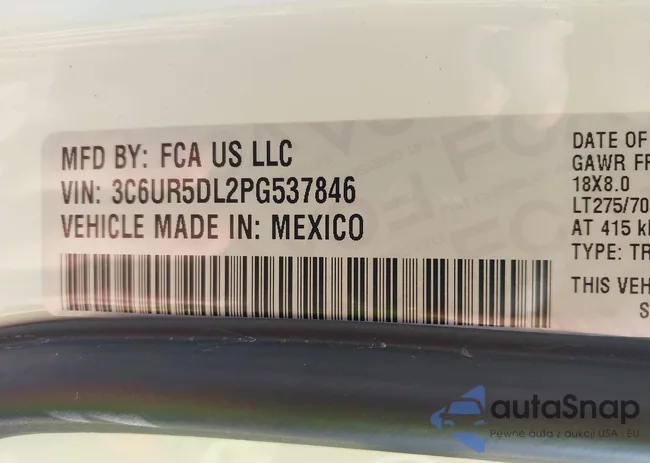 MFD BY: FCA US LLC
VIN: 3C6UR5DL2PG537846
VEHICLE MADE IN: MEXICO
DATE OF
GAWR FR
18X8.0
LT275/70
AT 415 k
TYPE: TR
THIS VEH
S
autaSnap
Pewne auta z aukcji USA i EU